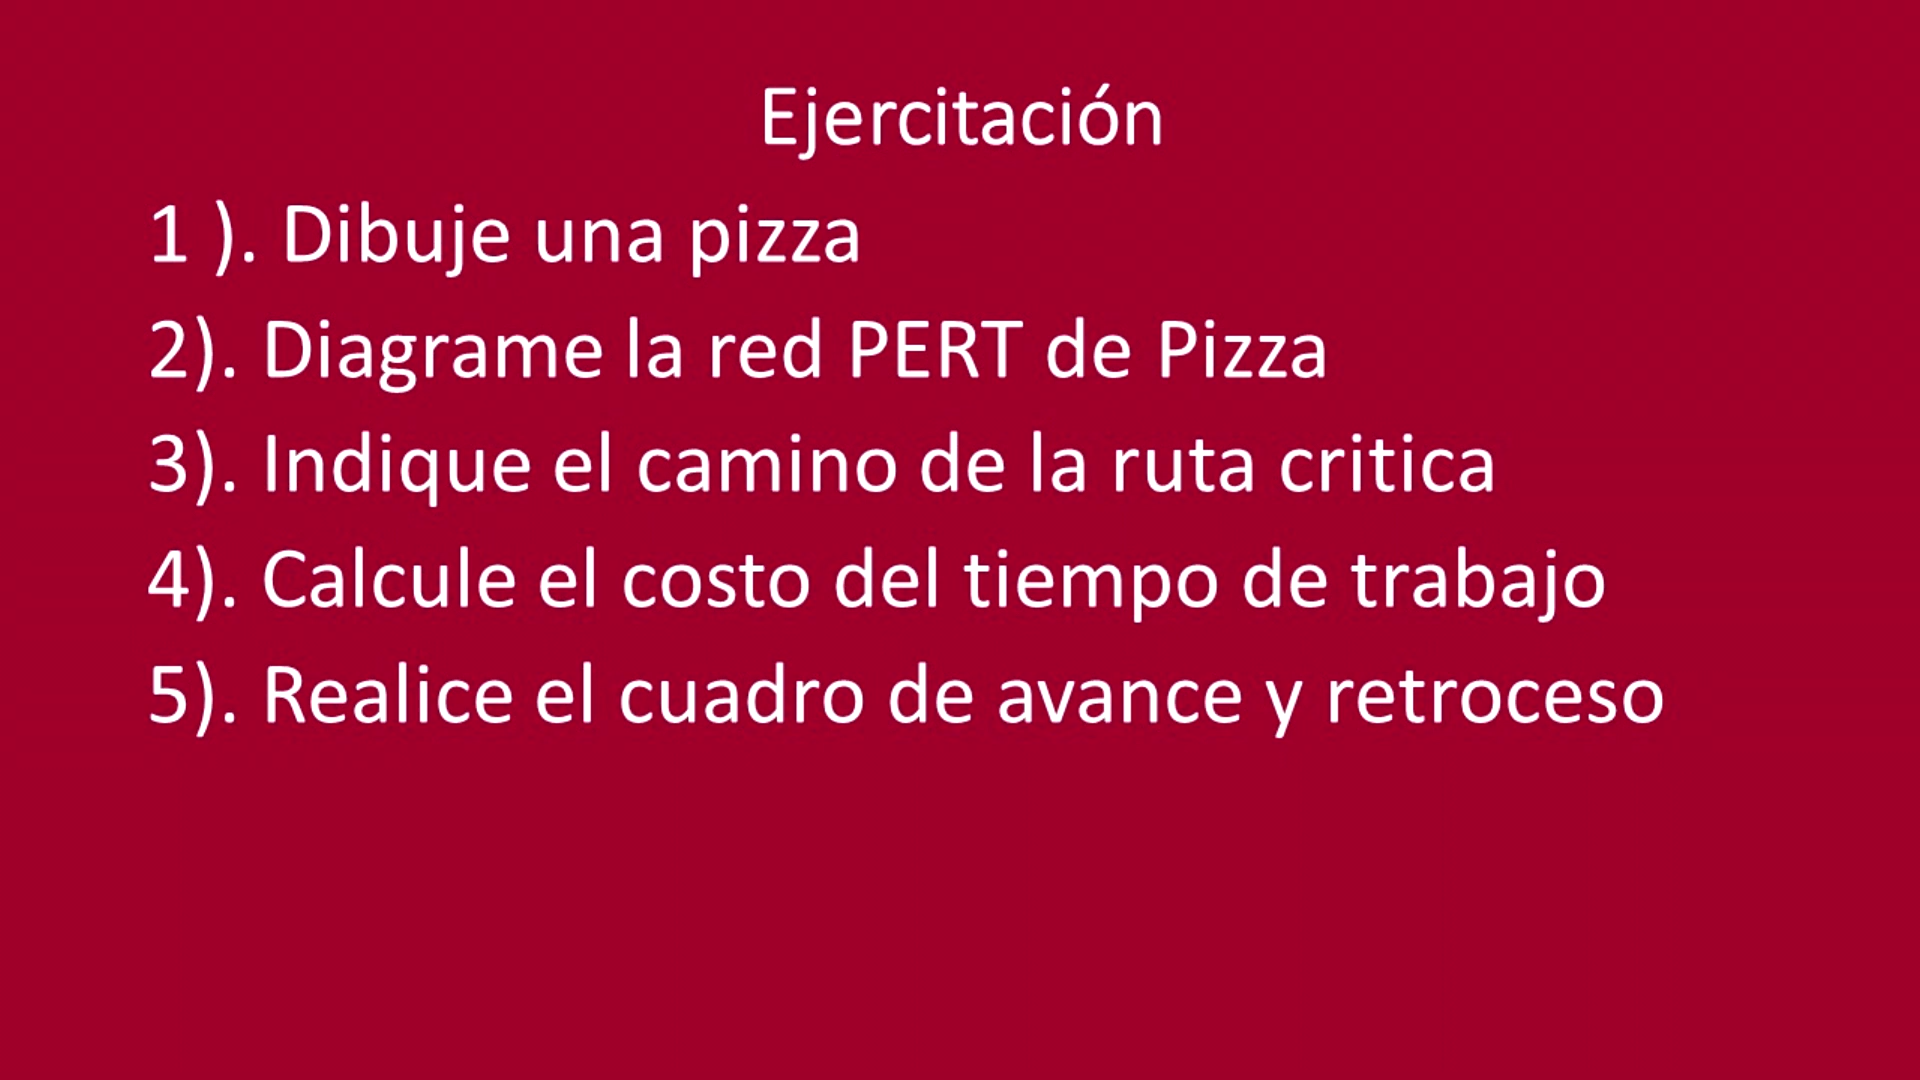 Ejercitación
1 ). Dibuje una pizza
2). Diagrame la red PERT de Pizza
3). Indique el camino de la ruta critica
4). Calcule el costo del tiempo de trabajo
5). Realice el cuadro de avance y retroceso